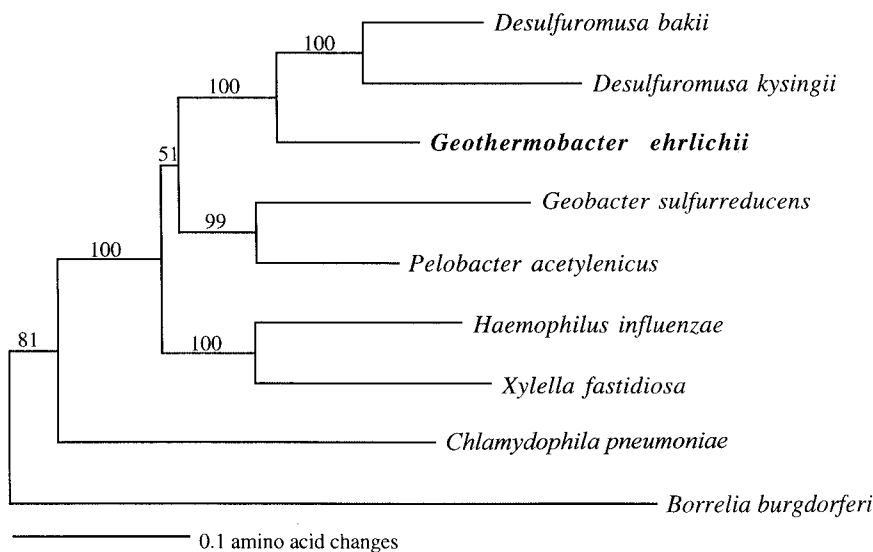 100
Desulfuromusa bakii
100
Desulfuromusa kysingii
Geothermobacter ehrlichii
51
Geobacter sulfurreducens
99
Pelobacter acetylenicus
100
Haemophilus influenzae
81
100
Xylella fastidiosa
Chlamydophila pneumoniae
Borrelia burgdorferi
0.1 amino acid changes